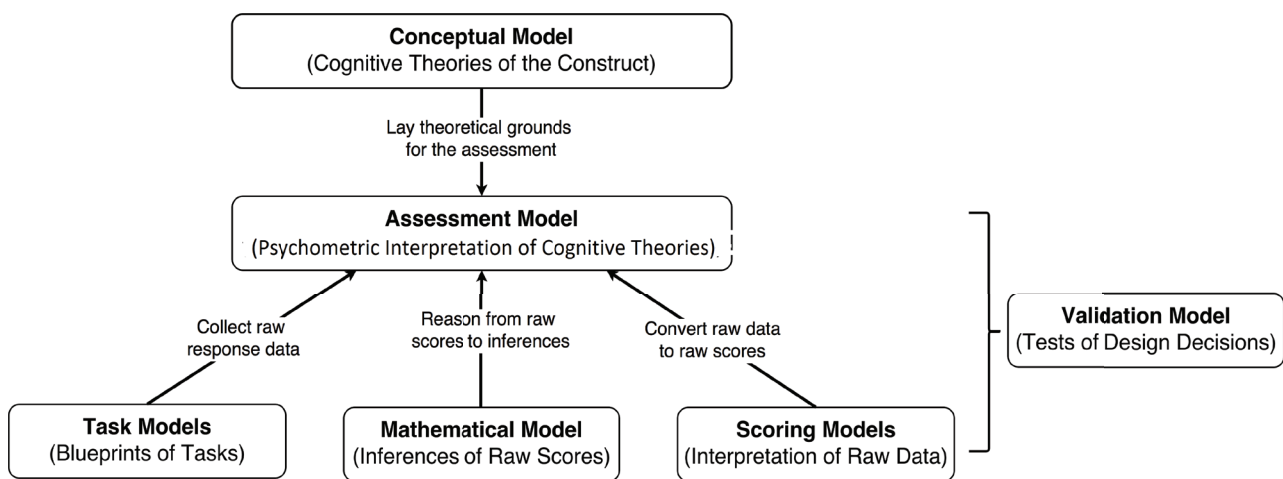 Conceptual Model
(Cognitive Theories of the Construct)
Lay theoretical grounds
for the assessment
Assessment Model
(Psychometric Interpretation of Cognitive Theories)
Collect raw
response data
Reason from raw
scores to inferences
Convert raw data
to raw scores
Validation Model
(Tests of Design Decisions)
Task Models
(Blueprints of Tasks)
Mathematical Model
(Inferences of Raw Scores)
Scoring Models
(Interpretation of Raw Data)